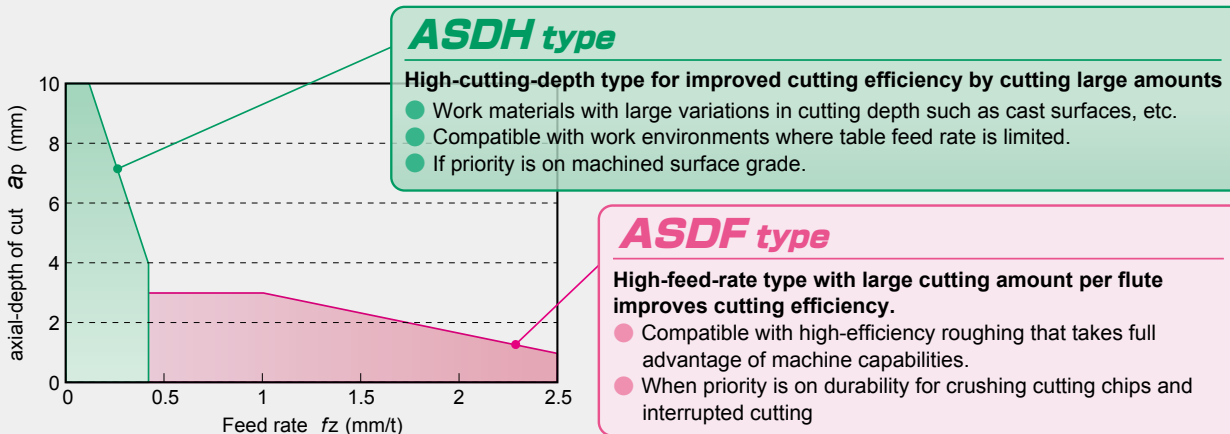 ASDH type
High-cutting-depth type for improved cutting efficiency by cutting large amounts
Work materials with large variations in cutting depth such as cast surfaces, etc.
Compatible with work environments where table feed rate is limited.
If priority is on machined surface grade.
ASDF type
High-feed-rate type with large cutting amount per flute
improves cutting efficiency.
Compatible with high-efficiency roughing that takes full
advantage of machine capabilities.
When priority is on durability for crushing cutting chips and
interrupted cutting
axial-depth of cut ap (mm)
10
8
6
4
2
0
0 0.5 1 1.5 2 2.5
Feed rate fz (mm/t)